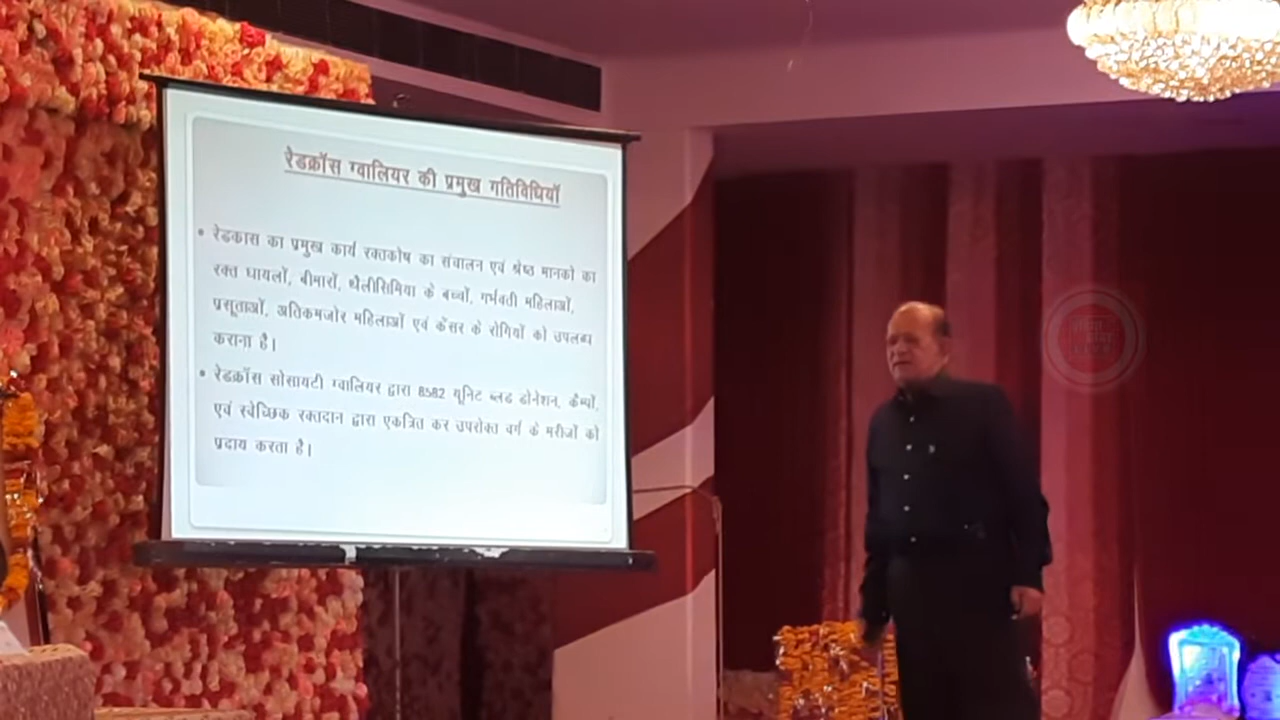 रेडक्रॉस ग्वालियर की प्रमुख गतिविधियॉ
• रेडकास का प्रमुख कार्य रक्तकोष का संचालन एवं श्रेष्ठ मानको का
रक्त घायलों, बीमारों, थैलीसिमिया के बच्चों, गर्भवती महिलाओं,
प्रसूताओं, अतिकमजोर महिलाओं एवं कैंसर के रोगियों को उपलब्ध
कराना है।
• रेडक्रॉस सोसायटी ग्वालियर द्वारा 8582 यूनिट ब्लड डोनेशन, कैम्पों,
एवं स्वेच्छिक रक्तदान द्वारा एकत्रित कर उपरोक्त वर्ग के मरीजों को
प्रदाय करता है।